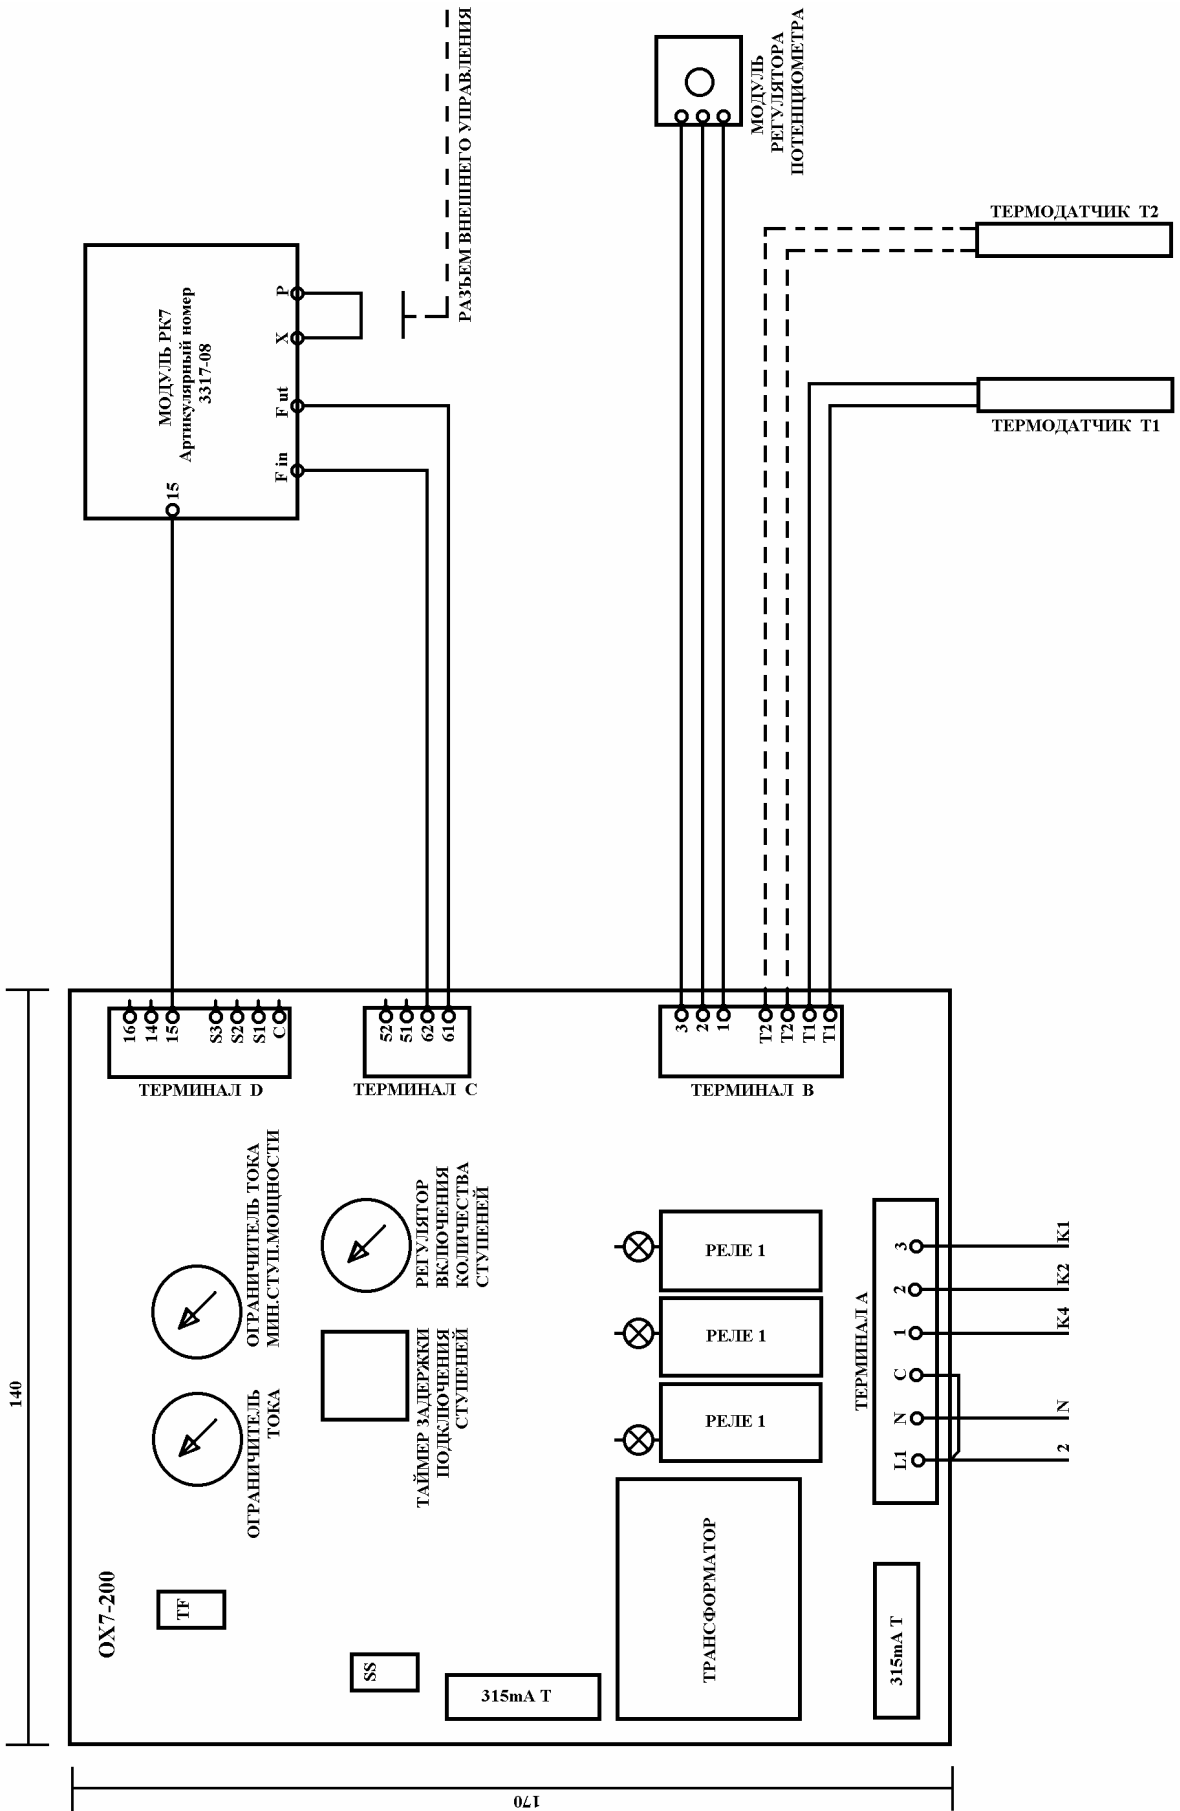 РАЗЪЕМ ВНЕШНЕГО УПРАВЛЕНИЯ
МОДУЛЬ
РЕГУЛЯТОРА
ПОТЕНЦИОМЕТРА
ТЕРМОДАТЧИК T2
ТЕРМОДАТЧИК T1
МОДУЛЬ РК7
Артикулярный номер
3317-08
P
X
F ut
F in
15
16
14
15
S3
S2
S1
C
ТЕРМИНАЛ D
52
51
62
61
ТЕРМИНАЛ C
3
2
1
T2
T2
T1
T1
ТЕРМИНАЛ B
ОГРАНИЧИТЕЛЬ ТОКА
МИН.СТУП.МОЩНОСТИ
РЕГУЛЯТОР
ВКЛЮЧЕНИЯ
КОЛИЧЕСТВА
СТУПЕНЕЙ
ОГРАНИЧИТЕЛЬ
ТОКА
ТАЙМЕР ЗАДЕРЖКИ
ПОДКЛЮЧЕНИЯ
СТУПЕНЕЙ
РЕЛЕ 1
РЕЛЕ 1
РЕЛЕ 1
ТЕРМИНАЛ А
3
2
1
C
N
L1
K1
K2
K4
N
2
ТРАНСФОРМАТОР
OX7-200
TF
SS
315mA T
315mA T
140
170